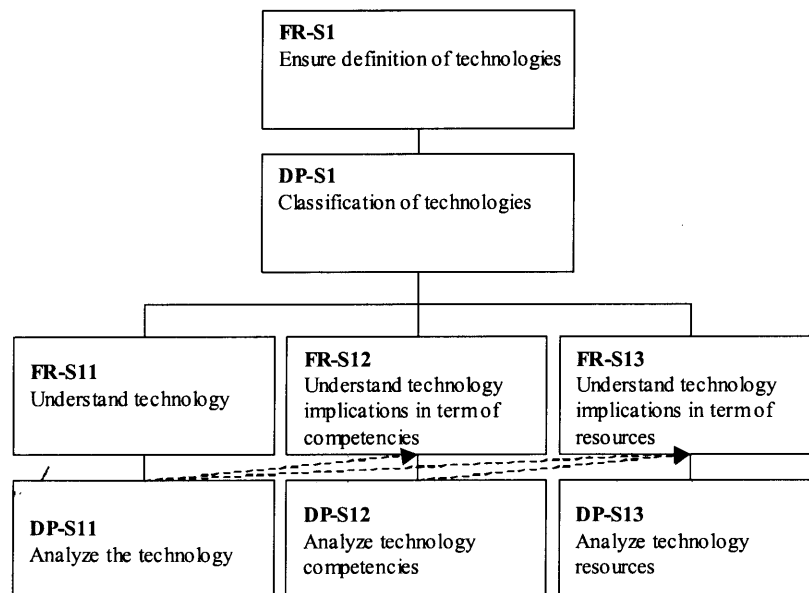 FR-S1
Ensure definition of technologies
DP-S1
Classification of technologies
FR-S11
Understand technology
FR-S12
Understand technology
implications in term of
competencies
FR-S13
Understand technology
implications in term of
resources
DP-S11
Analyze the technology
DP-S12
Analyze technology
competencies
DP-S13
Analyze technology
resources